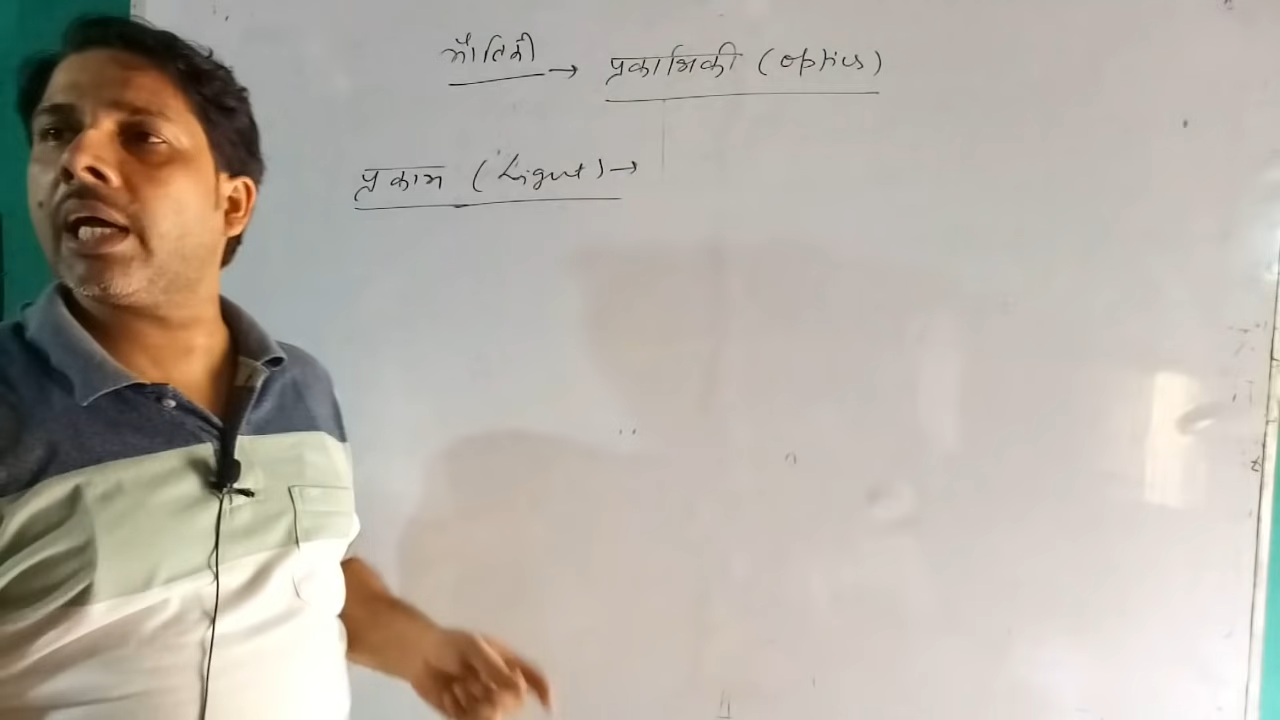 भौतिकी → प्रकाशिकी (optics)
प्रकाश (Light) →